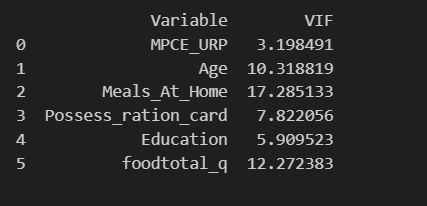 Variable VIF
0 MPCE_URP 3.198491
1 Age 10.318819
2 Meals_At_Home 17.285133
3 Possess_ration_card 7.822056
4 Education 5.909523
5 foodtotal_q 12.272383